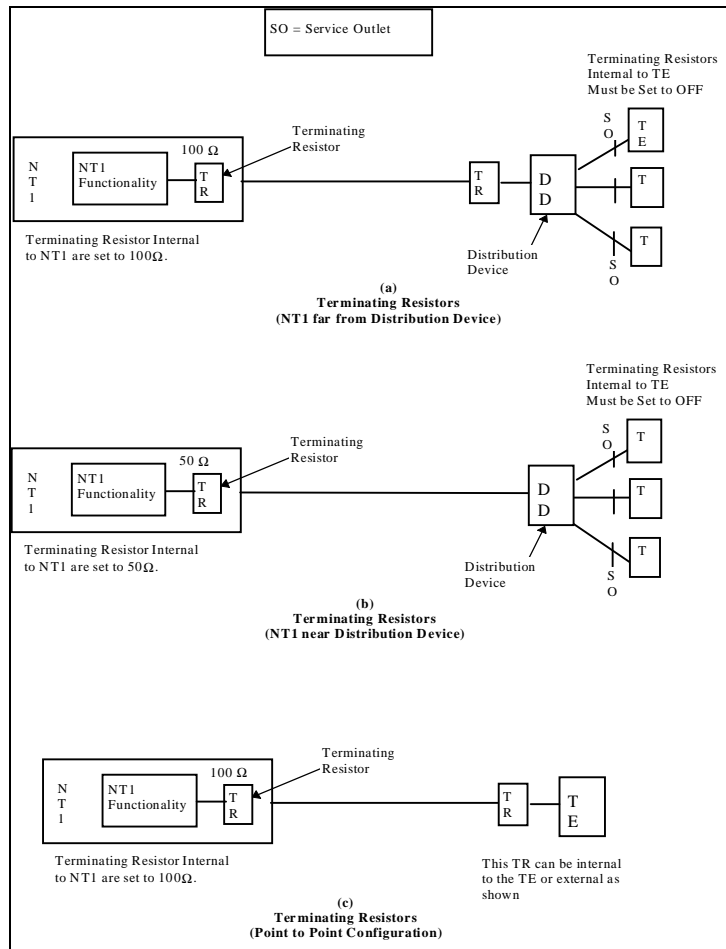 SO = Service Outlet
Terminating Resistors
Internal to TE
Must be Set to OFF
Terminating
Resistor
100 Ω
N
T
1
NT1
Functionality
T
R
T
R
D
D
S
O
T
E
T
T
S
O
Distribution
Device
Terminating Resistor Internal
to NT1 are set to 100Ω.
(a)
Terminating Resistors
(NT1 far from Distribution Device)
Terminating Resistors
Internal to TE
Must be Set to OFF
Terminating
Resistor
50 Ω
N
T
1
NT1
Functionality
T
R
D
D
S
O
T
T
T
S
O
Distribution
Device
Terminating Resistor Internal
to NT1 are set to 50Ω.
(b)
Terminating Resistors
(NT1 near Distribution Device)
Terminating
Resistor
100 Ω
N
T
1
NT1
Functionality
T
R
T
R
T
E
Terminating Resistor Internal
to NT1 are set to 100Ω.
This TR can be internal
to the TE or external as
shown
(c)
Terminating Resistors
(Point to Point Configuration)